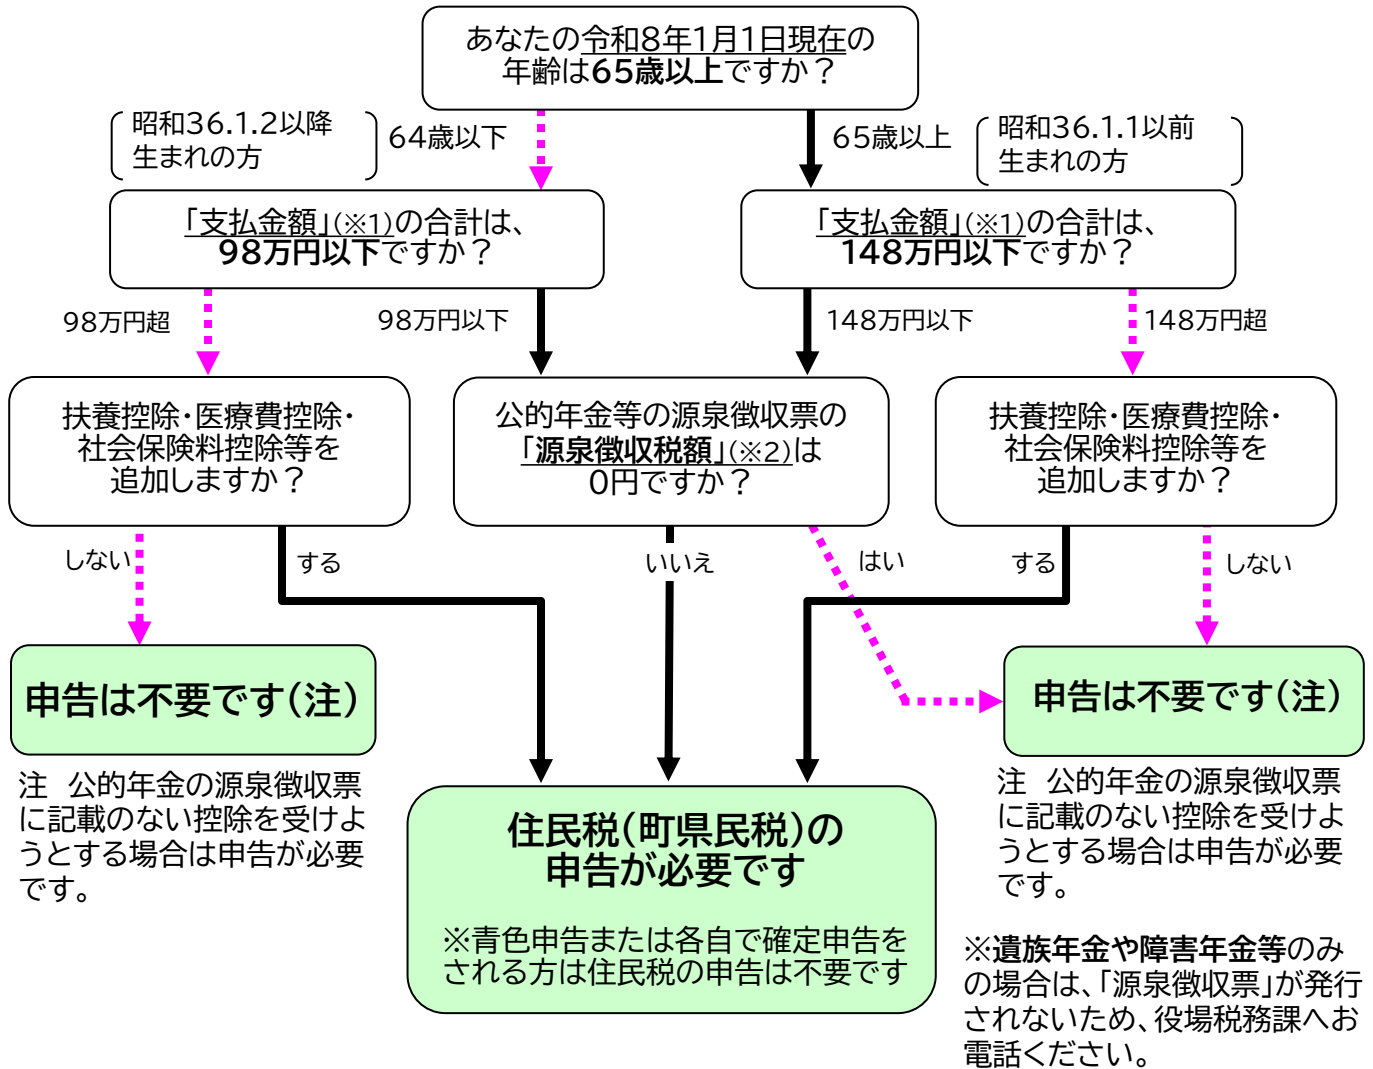 あなたの令和8年1月1日現在の
年齢は65歳以上ですか？
昭和36.1.2以降
生まれの方
64歳以下
65歳以上
昭和36.1.1以前
生まれの方
「支払金額」(※1)の合計は、
98万円以下ですか？
「支払金額」(※1)の合計は、
148万円以下ですか？
98万円超
98万円以下
148万円以下
148万円超
扶養控除・医療費控除・
社会保険料控除等を
追加しますか？
公的年金等の源泉徴収票の
「源泉徴収税額」(※2)は
0円ですか？
扶養控除・医療費控除・
社会保険料控除等を
追加しますか？
しない
する
いいえ
はい
する
しない
申告は不要です(注)
申告は不要です(注)
注　公的年金の源泉徴収票
に記載のない控除を受けよ
うとする場合は申告が必要
です。
住民税(町県民税)の
申告が必要です
※青色申告または各自で確定申告を
される方は住民税の申告は不要です
注　公的年金の源泉徴収票
に記載のない控除を受けよ
うとする場合は申告が必要
です。
※遺族年金や障害年金等のみ
の場合は、「源泉徴収票」が発行
されないため、役場税務課へお
電話ください。